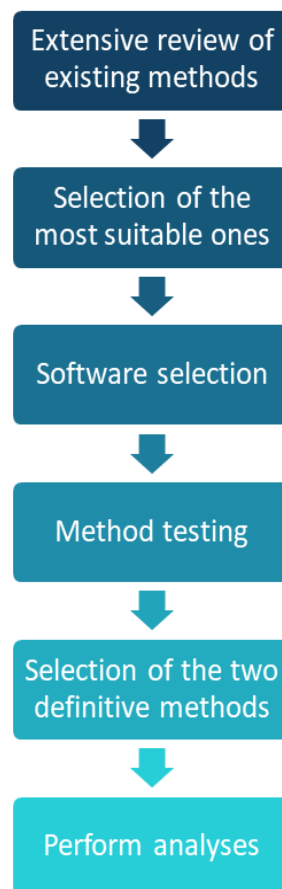 Extensive review of
existing methods
Selection of the
most suitable ones
Software selection
Method testing
Selection of the two
definitive methods
Perform analyses